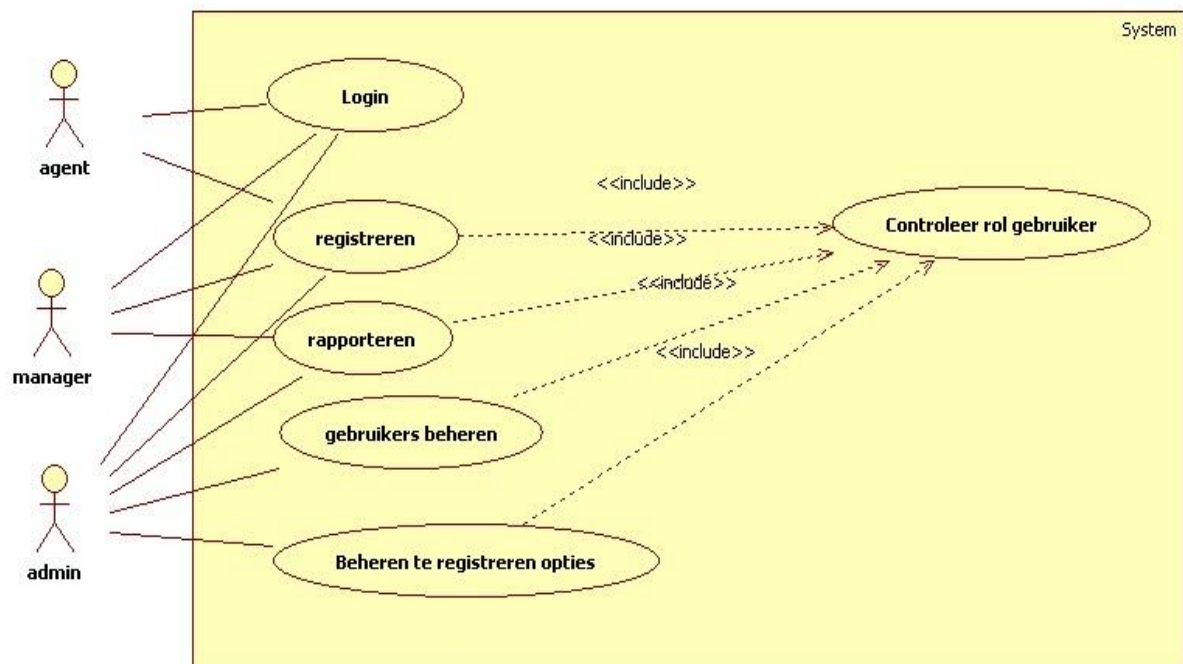 System
Login
agent
<<include>>
registreren
<<include>>
Controleer rol gebruiker
manager
rapporteren
<<include>>
<<include>>
gebruikers beheren
admin
Beheren te registreren opties